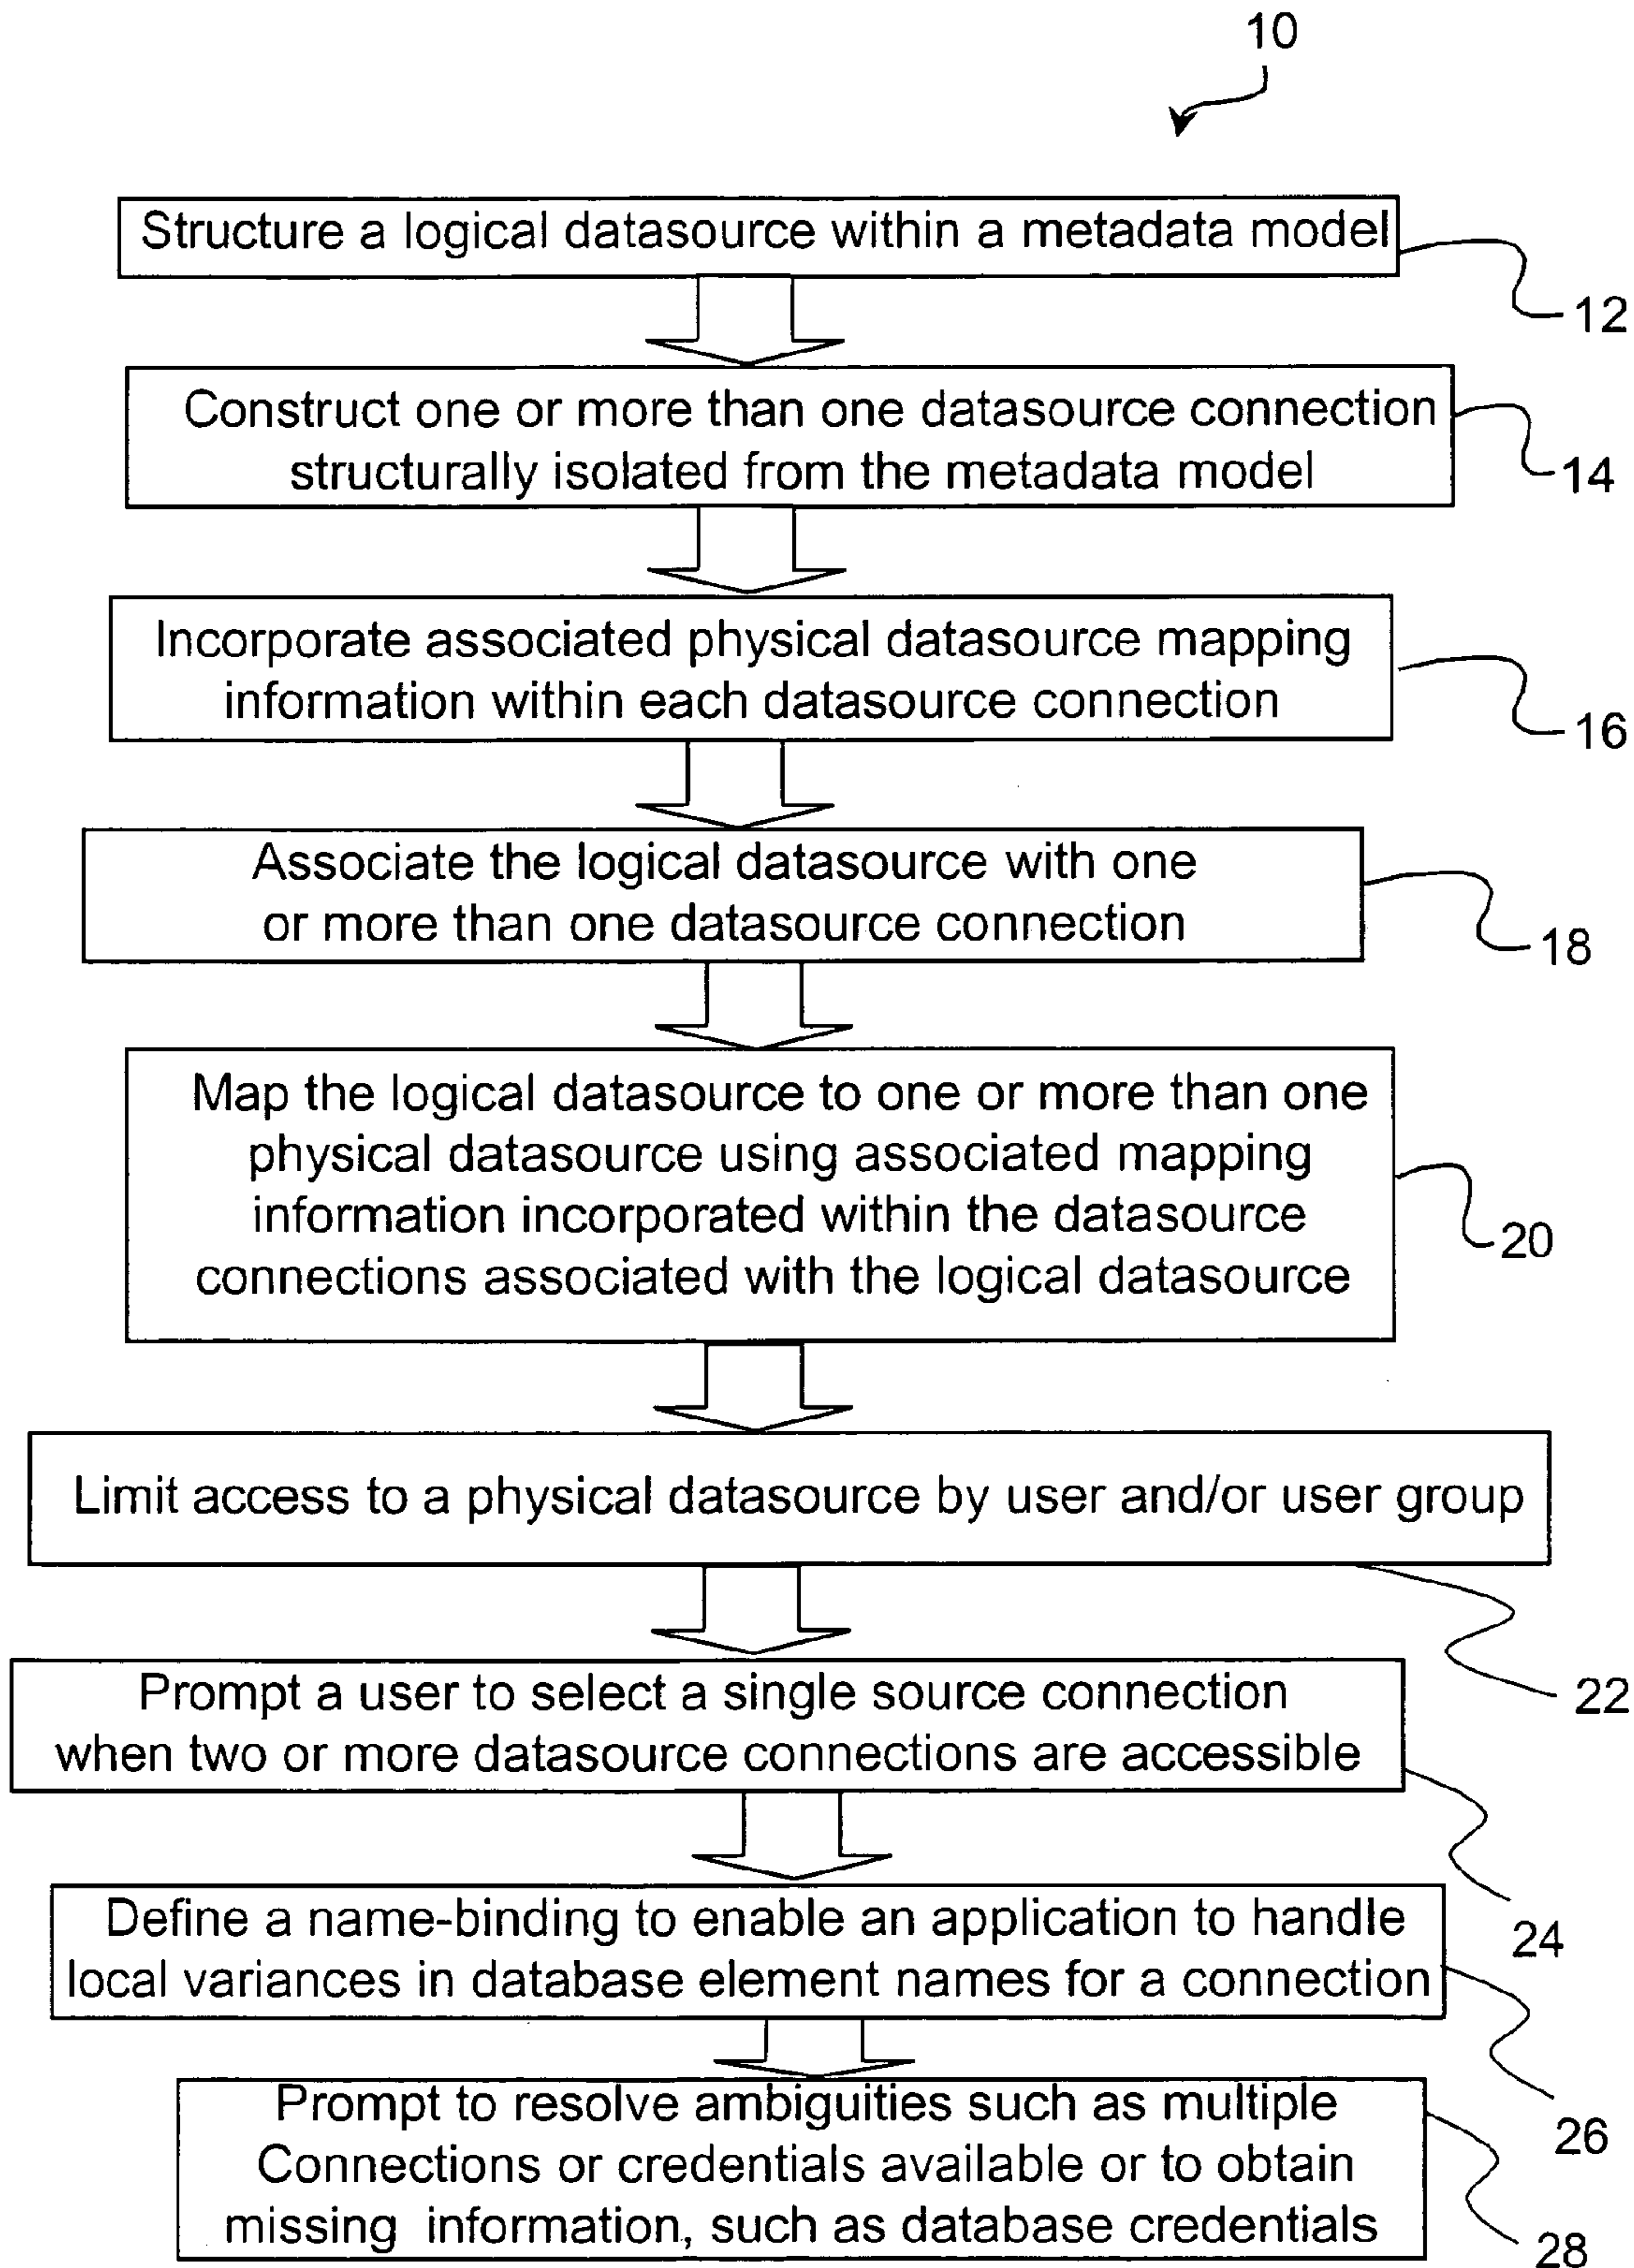 10
Structure a logical datasource within a metadata model
12
Construct one or more than one datasource connection
structurally isolated from the metadata model
14
Incorporate associated physical datasource mapping
information within each datasource connection
16
Associate the logical datasource with one
or more than one datasource connection
18
Map the logical datasource to one or more than one
physical datasource using associated mapping
information incorporated within the datasource
connections associated with the logical datasource
20
Limit access to a physical datasource by user and/or user group
22
Prompt a user to select a single source connection
when two or more datasource connections are accessible
24
Define a name-binding to enable an application to handle
local variances in database element names for a connection
26
Prompt to resolve ambiguities such as multiple
Connections or credentials available or to obtain
missing information, such as database credentials
28